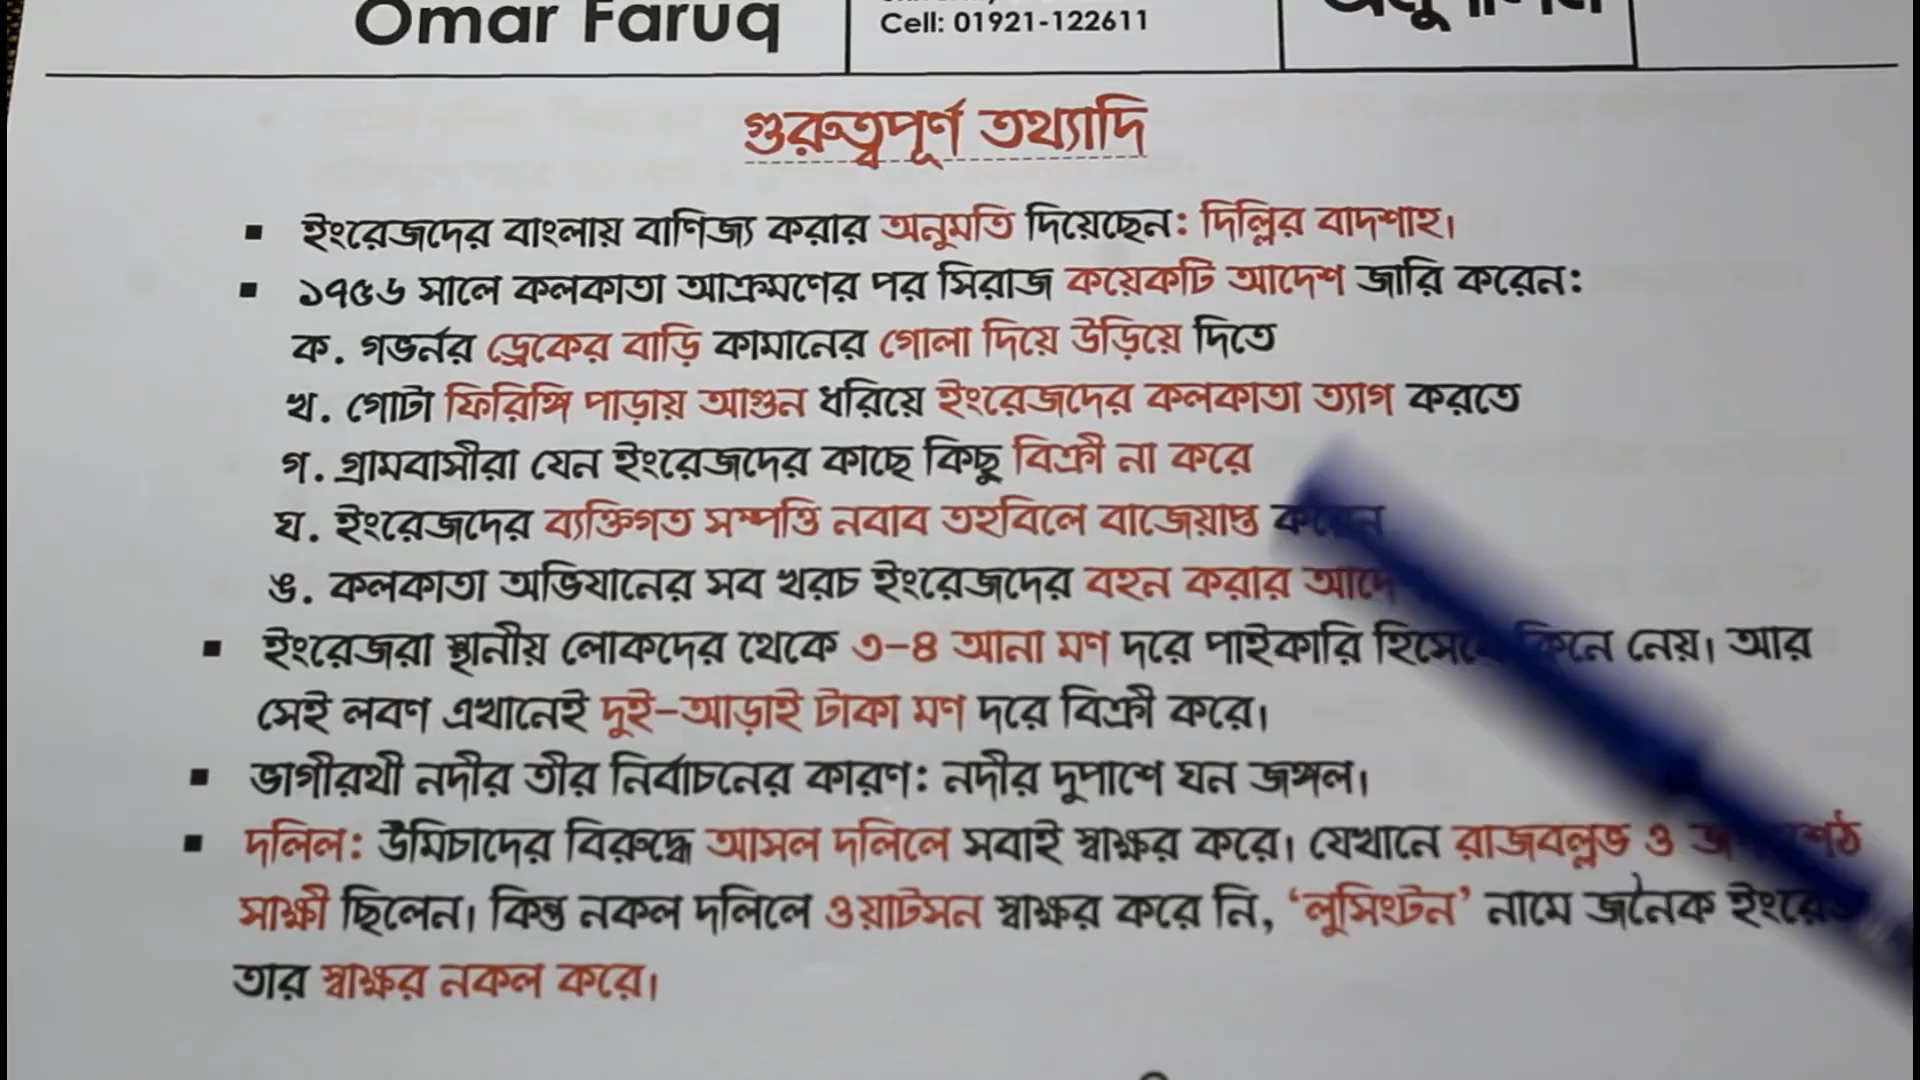 Omar Faruq
Cell: 01921-122611
গুরুত্বপূর্ণ তথ্যাদি
▪ ইংরেজদের বাংলায় বাণিজ্য করার অনুমতি দিয়েছেন: দিল্লির বাদশাহ।
▪ ১৭৫৬ সালে কলকাতা আক্রমণের পর সিরাজ কয়েকটি আদেশ জারি করেন:
ক. গভর্নর ড্রেকের বাড়ি কামানের গোলা দিয়ে উড়িয়ে দিতে
খ. গোটা ফিরিঙ্গি পাড়ায় আগুন ধরিয়ে ইংরেজদের কলকাতা ত্যাগ করতে
গ. গ্রামবাসীরা যেন ইংরেজদের কাছে কিছু বিক্রী না করে
ঘ. ইংরেজদের ব্যক্তিগত সম্পত্তি নবাব তহবিলে বাজেয়াপ্ত করেন
ঙ. কলকাতা অভিযানের সব খরচ ইংরেজদের বহন করার
▪ ইংরেজরা স্থানীয় লোকদের থেকে ৩-৪ আনা মণ দরে পাইকারি হিসেবে কিনে নেয়। আর
সেই লবণ এখানেই দুই-আড়াই টাকা মণ দরে বিক্রী করে।
▪ ভাগীরথী নদীর তীর নির্বাচনের কারণ: নদীর দুপাশে ঘন জঙ্গল।
▪ দলিল: উমিচাদের বিরুদ্ধে আসল দলিলে সবাই স্বাক্ষর করে। যেখানে রাজবল্লভ ও
সাক্ষী ছিলেন। কিন্তু নকল দলিলে ওয়াটসন স্বাক্ষর করে নি, ‘লুসিংটন’ নামে জনৈক
তার স্বাক্ষর নকল করে।